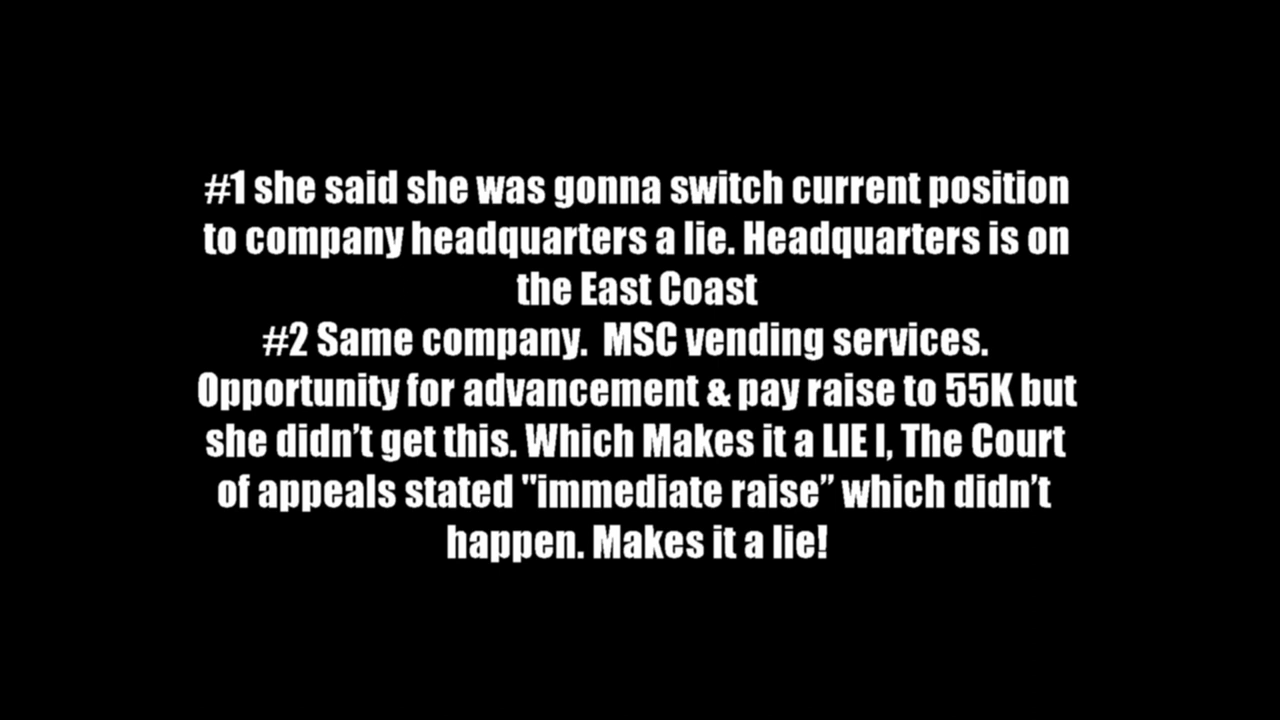 #1 she said she was gonna switch current position
to company headquarters a lie. Headquarters is on
the East Coast
#2 Same company.  MSC vending services.
Opportunity for advancement & pay raise to 55K but
she didn’t get this. Which Makes it a LIE I, The Court
of appeals stated "immediate raise” which didn’t
happen. Makes it a lie!